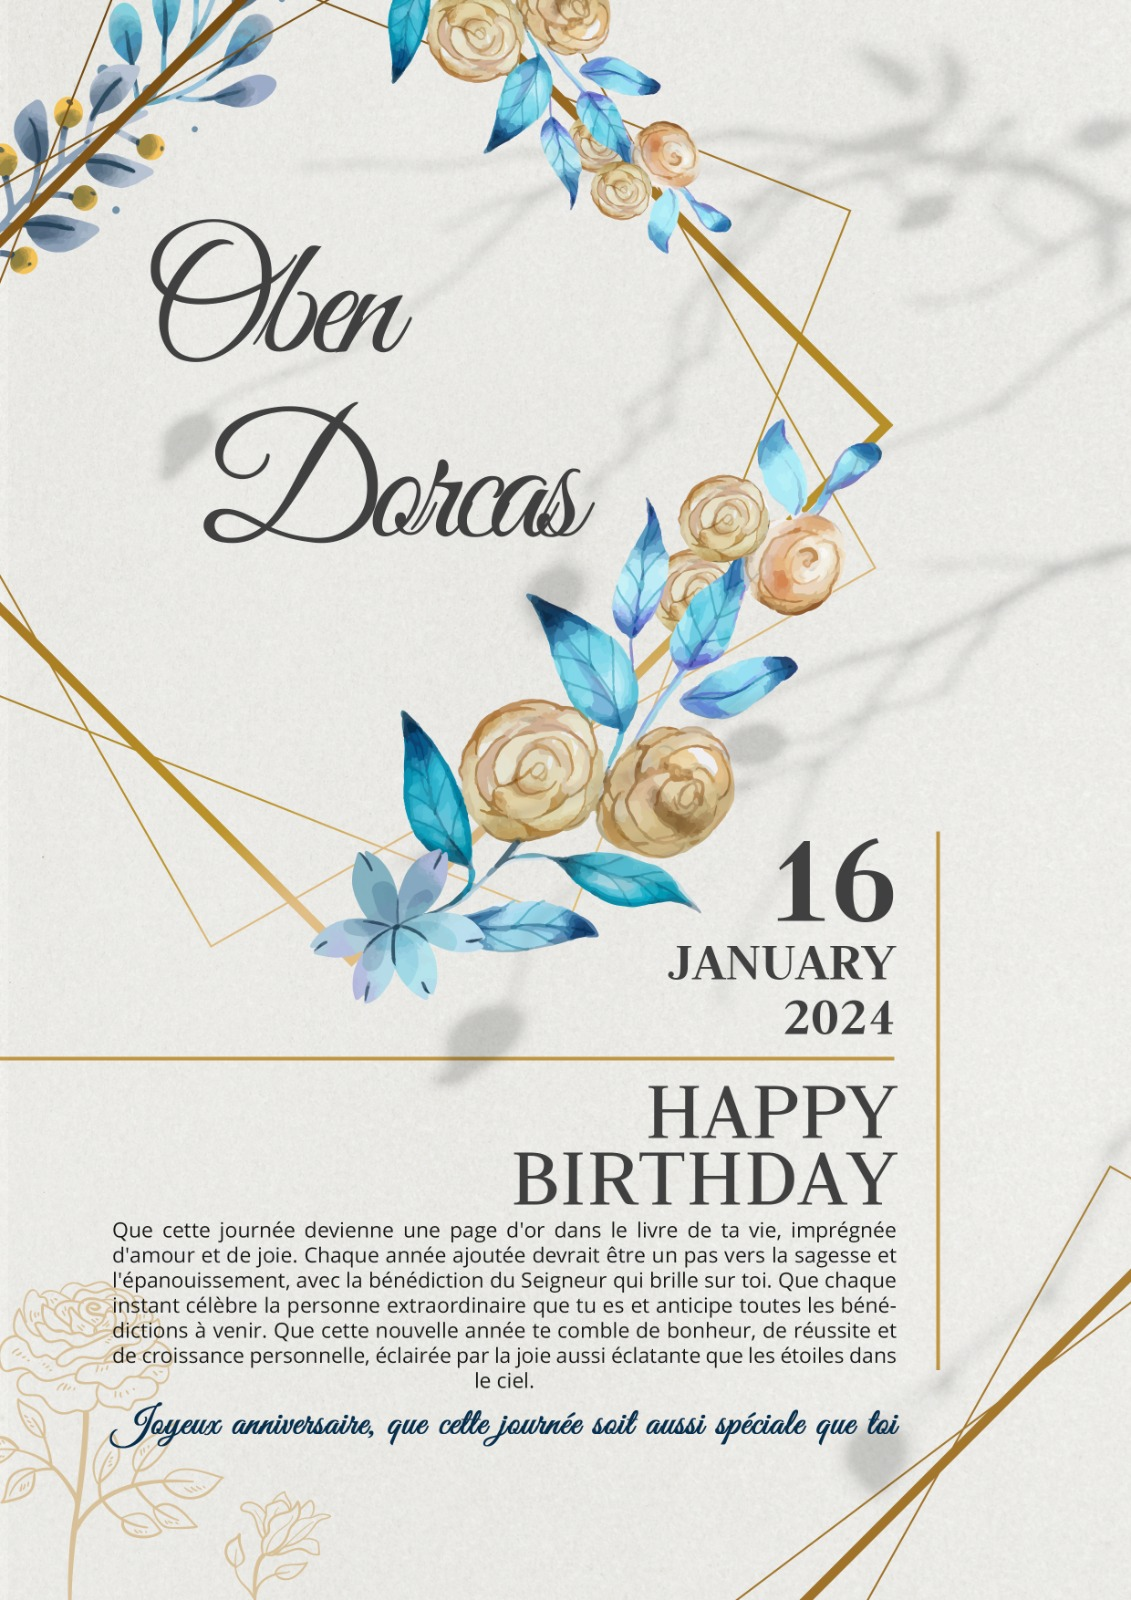 Oben
Dorcas
16
JANUARY
2024
HAPPY
BIRTHDAY
Que cette journée devienne une page d'or dans le livre de ta vie, imprégnée
d'amour et de joie. Chaque année ajoutée devrait être un pas vers la sagesse et
l'épanouissement, avec la bénédiction du Seigneur qui brille sur toi. Que chaque
instant célèbre la personne extraordinaire que tu es et anticipe toutes les béné-
dictions à venir. Que cette nouvelle année te comble de bonheur, de réussite et
de croissance personnelle, éclairée par la joie aussi éclatante que les étoiles dans
le ciel.
Joyeux anniversaire, que cette journée soit aussi spéciale que toi